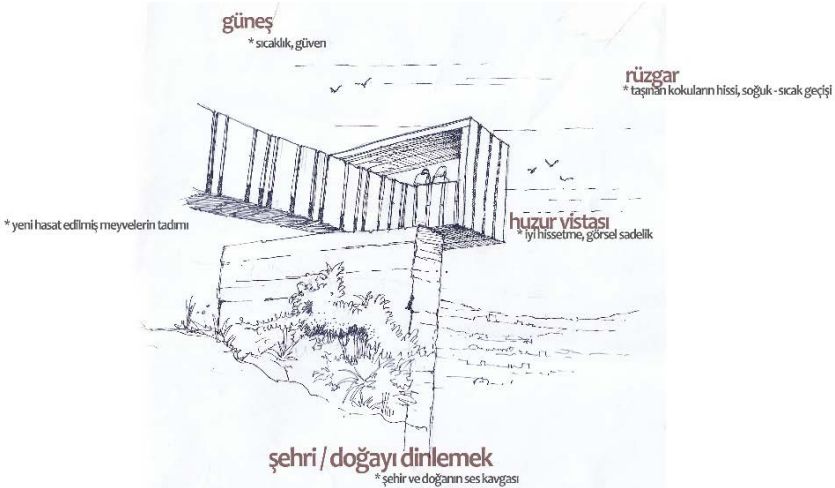 güneş
* sıcaklık, güven
rüzgar
* taşınan kokuların hissi, soğuk - sıcak geçişi
* yeni hasat edilmiş meyvelerin tadımı
huzur vistası
* iyi hissetme, görsel sadelik
şehri / doğayı dinlemek
* şehir ve doğanın ses kavgası